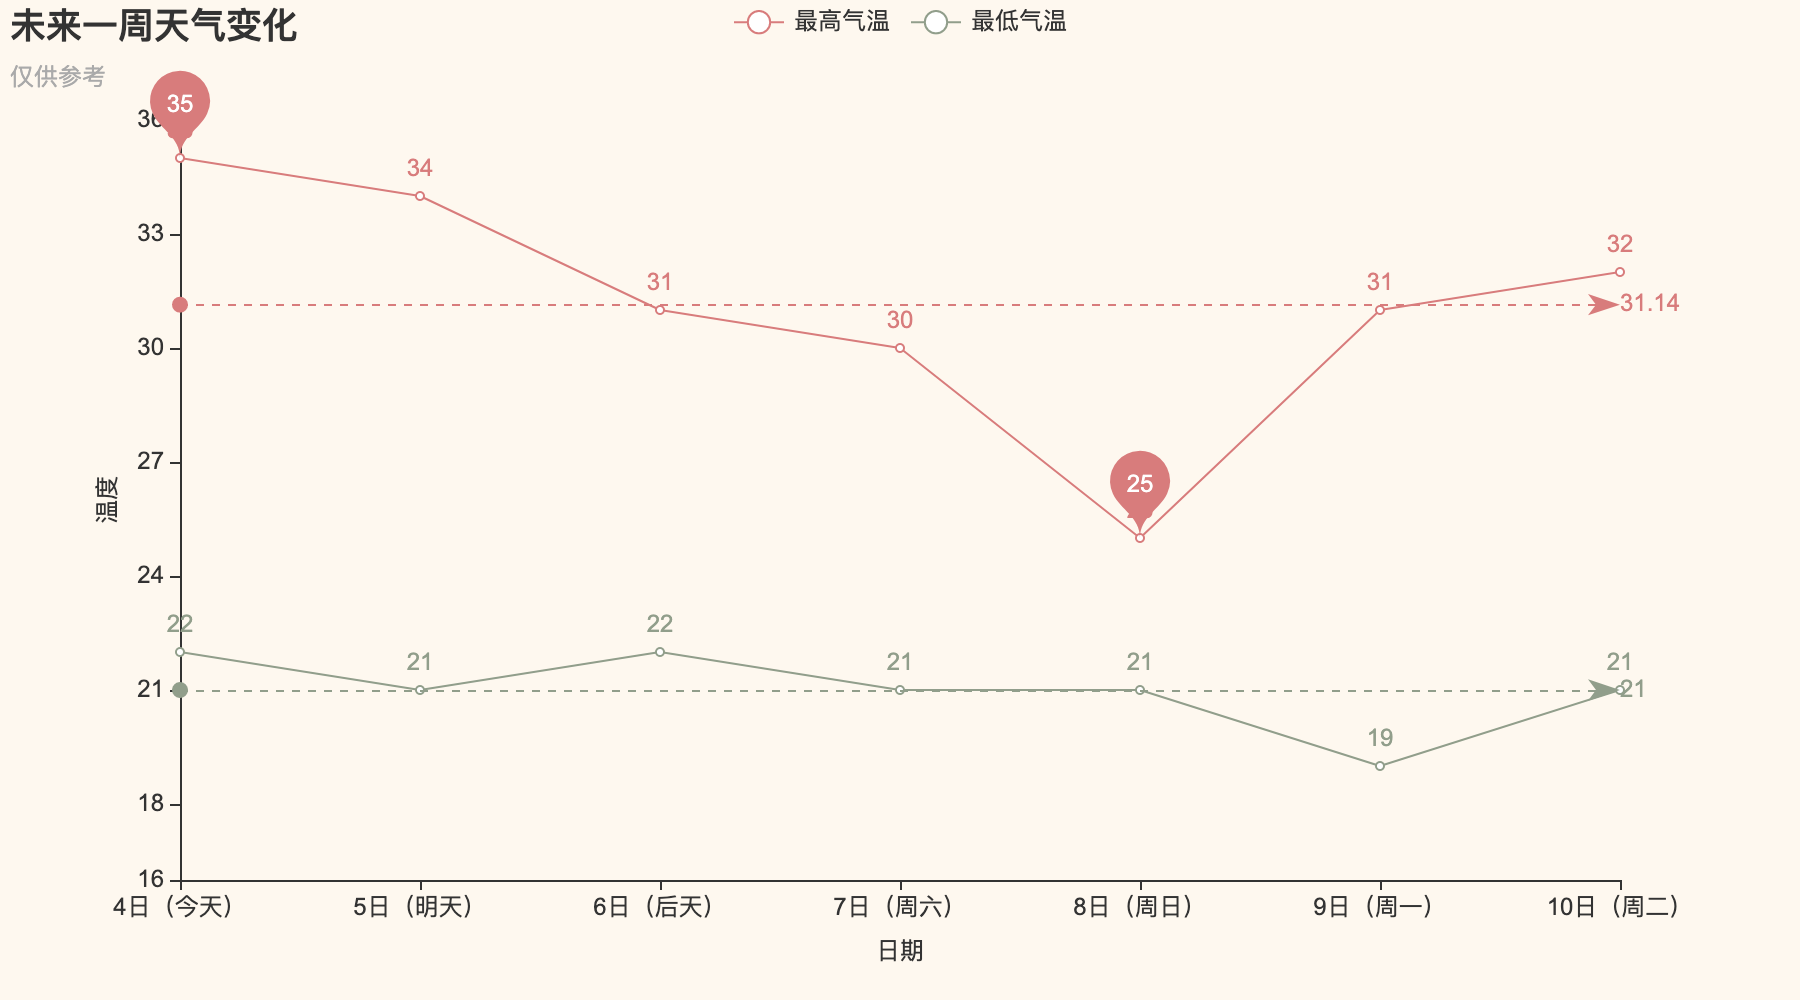 未来一周天气变化
最高气温
最低气温
仅供参考
35
36
34
33
32
31
31
31.14
30
30
27
25
温度
24
22
22
21
21
21
21
21
21
19
18
16
4日（今天）
5日（明天）
6日（后天）
7日（周六）
8日（周日）
9日（周一）
10日（周二）
日期